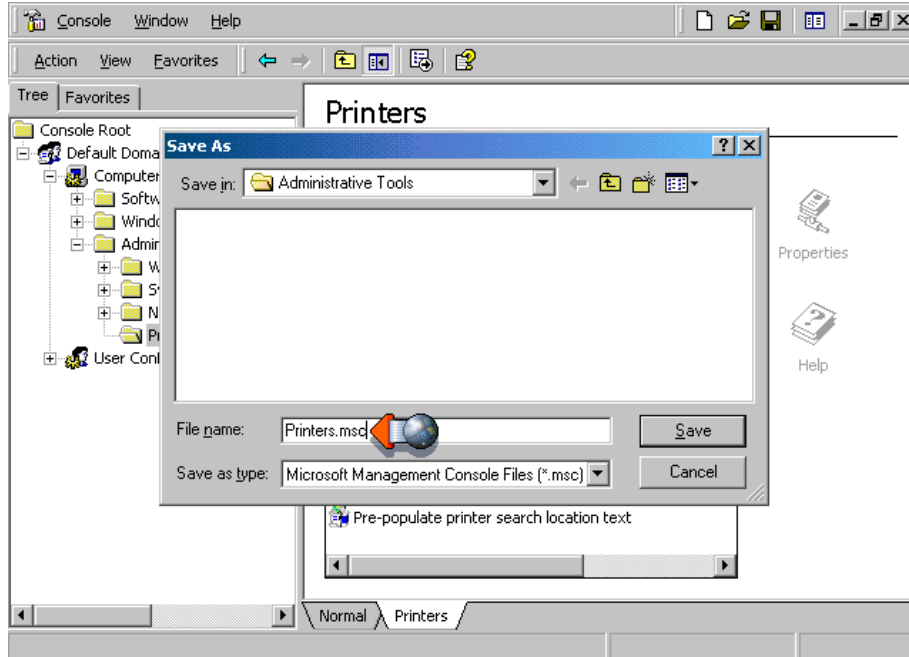 Console Window Help
Action View Favorites
Tree Favorites
Printers
Console Root
Default Doma
Computer
Softw
Windo
Admir
W
Sy
N
Pr
User Conf
Save As
Save in: Administrative Tools
Properties
Help
File name: Printers.msc
Save
Save as type: Microsoft Management Console Files (*.msc)
Cancel
Pre-populate printer search location text
Normal Printers